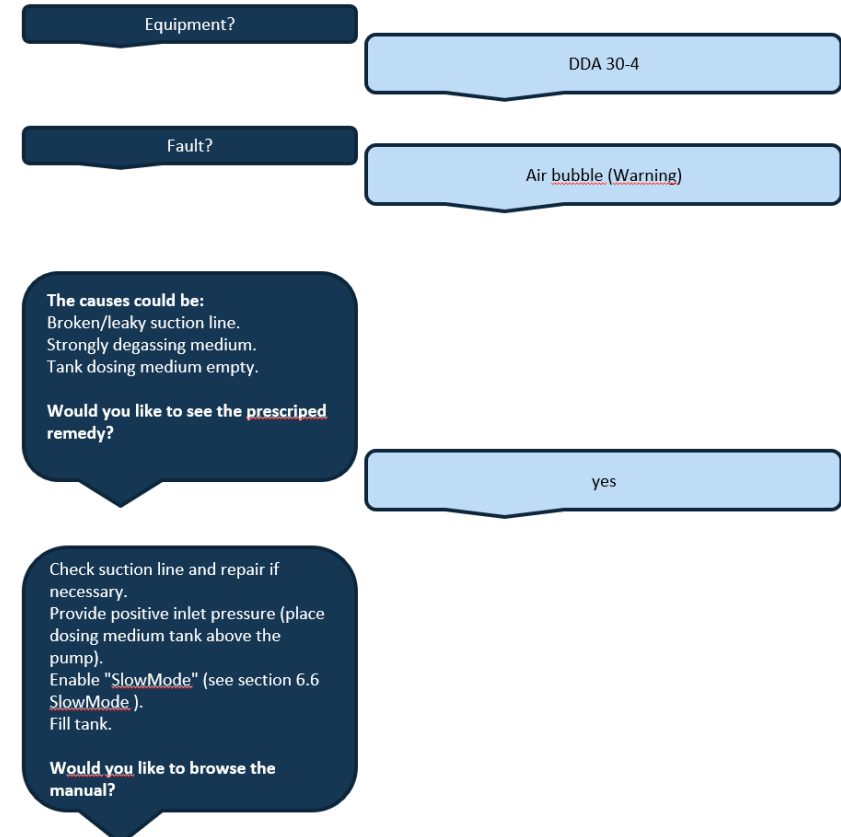 Equipment?
DDA 30-4
Fault?
Air bubble (Warning)
The causes could be:
Broken/leaky suction line.
Strongly degassing medium.
Tank dosing medium empty.
Would you like to see the prescriped
remedy?
yes
Check suction line and repair if
necessary.
Provide positive inlet pressure (place
dosing medium tank above the
pump).
Enable "SlowMode" (see section 6.6
SlowMode ).
Fill tank.
Would you like to browse the
manual?